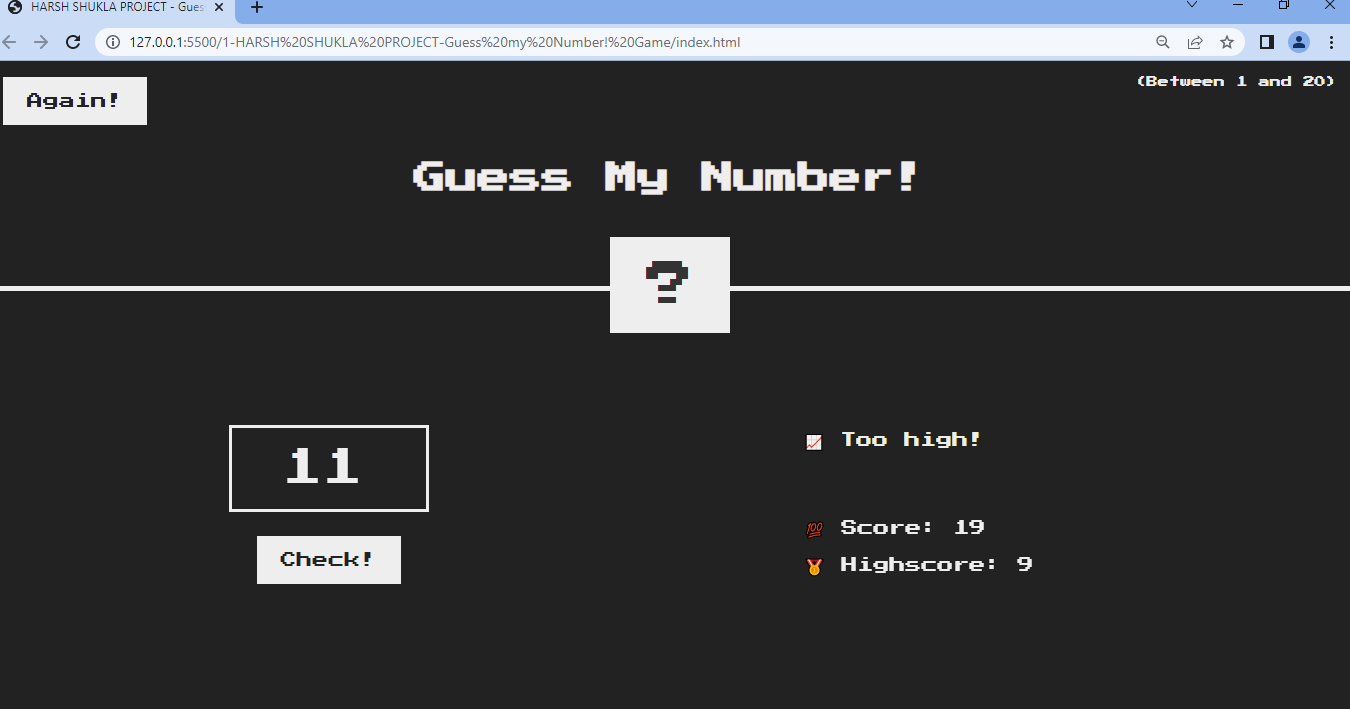 HARSH SHUKLA PROJECT - Gues
127.0.0.1:5500/1-HARSH%20SHUKLA%20PROJECT-Guess%20my%20Number!%20Game/index.html
Again!
(Between 1 and 20)
Guess My Number!
?
11
Check!
📈 Too high!
💯 Score: 19
🥇 Highscore: 9